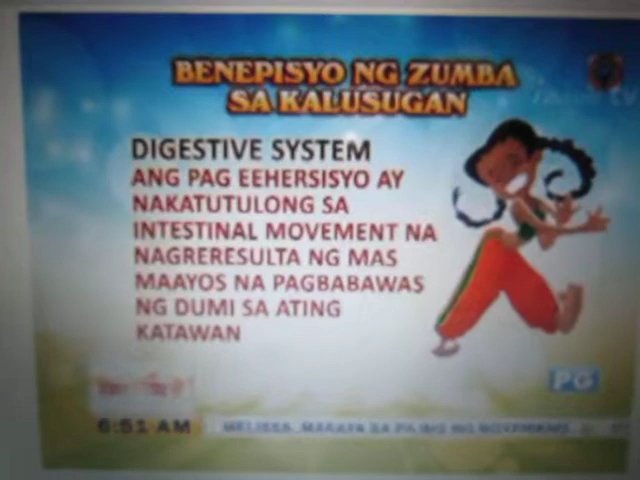 BENEPISYO NG ZUMBA
SA KALUSUGAN
DIGESTIVE SYSTEM
ANG PAG EEHERSISYO AY
NAKATUTULONG SA
INTESTINAL MOVEMENT NA
NAGRERESULTA NG MAS
MAAYOS NA PAGBABAWAS
NG DUMI SA ATING
KATAWAN
PG
6:51 AM